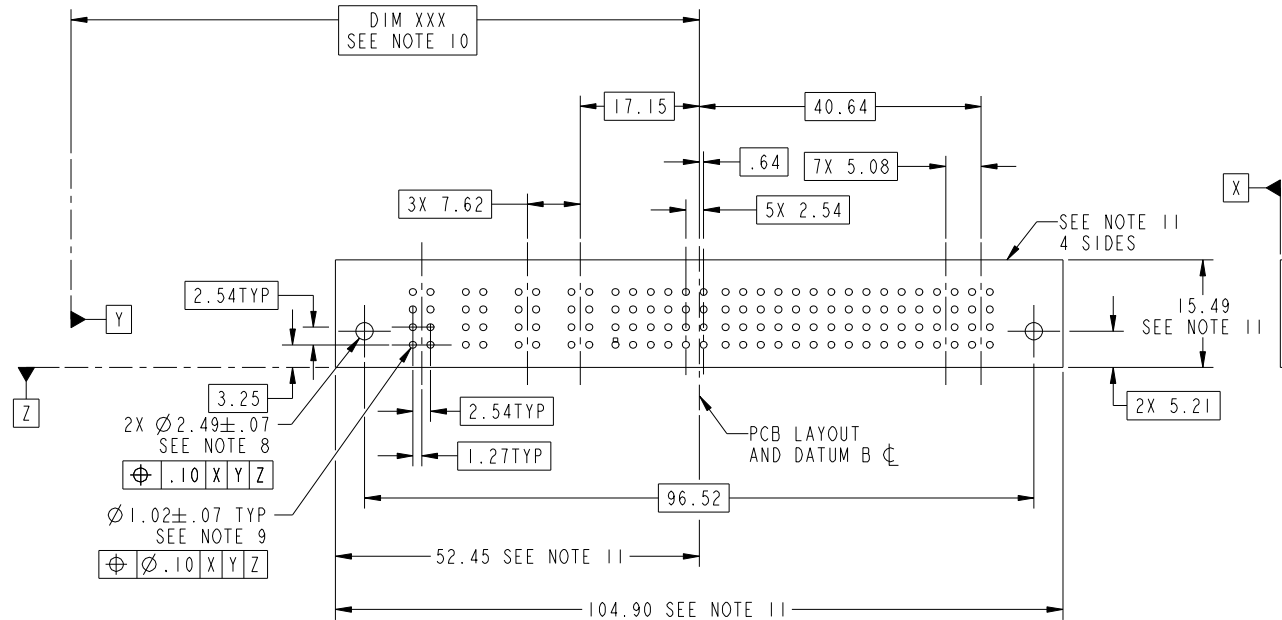 DIM XXX
SEE NOTE 10
17.15
40.64
.64
7X 5.08
X
3X 7.62
5X 2.54
SEE NOTE 11
4 SIDES
2.54TYP
15.49
SEE NOTE 11
Y
Z
3.25
2X 5.21
2X Ø2.49±.07
SEE NOTE 8
⌖ .10 X Y Z
2.54TYP
1.27TYP
PCB LAYOUT
AND DATUM B ℄
96.52
Ø1.02±.07 TYP
SEE NOTE 9
⌖ Ø.10 X Y Z
52.45 SEE NOTE 11
104.90 SEE NOTE 11